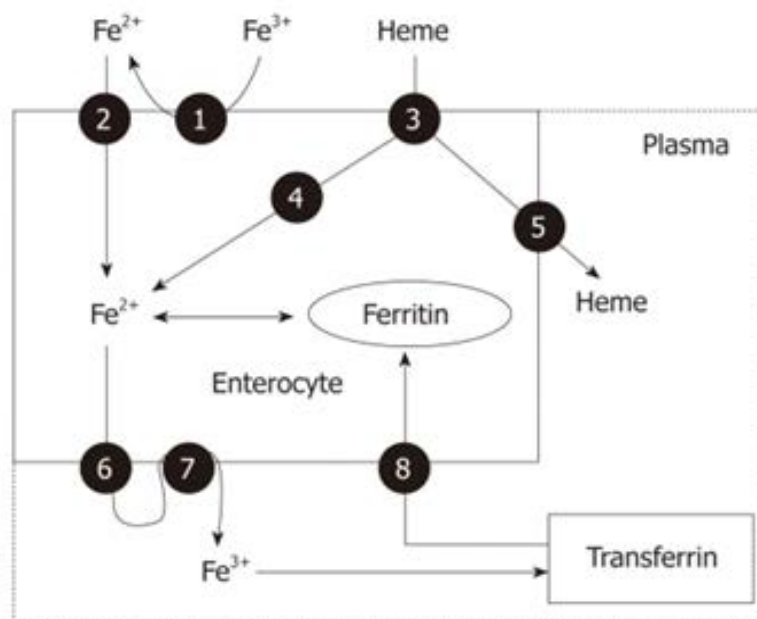 Fe²⁺ Fe³⁺ Heme
2 1 3
Plasma
4
5
Fe²⁺ Ferritin Heme
Enterocyte
6 7 8
Fe³⁺ Transferrin